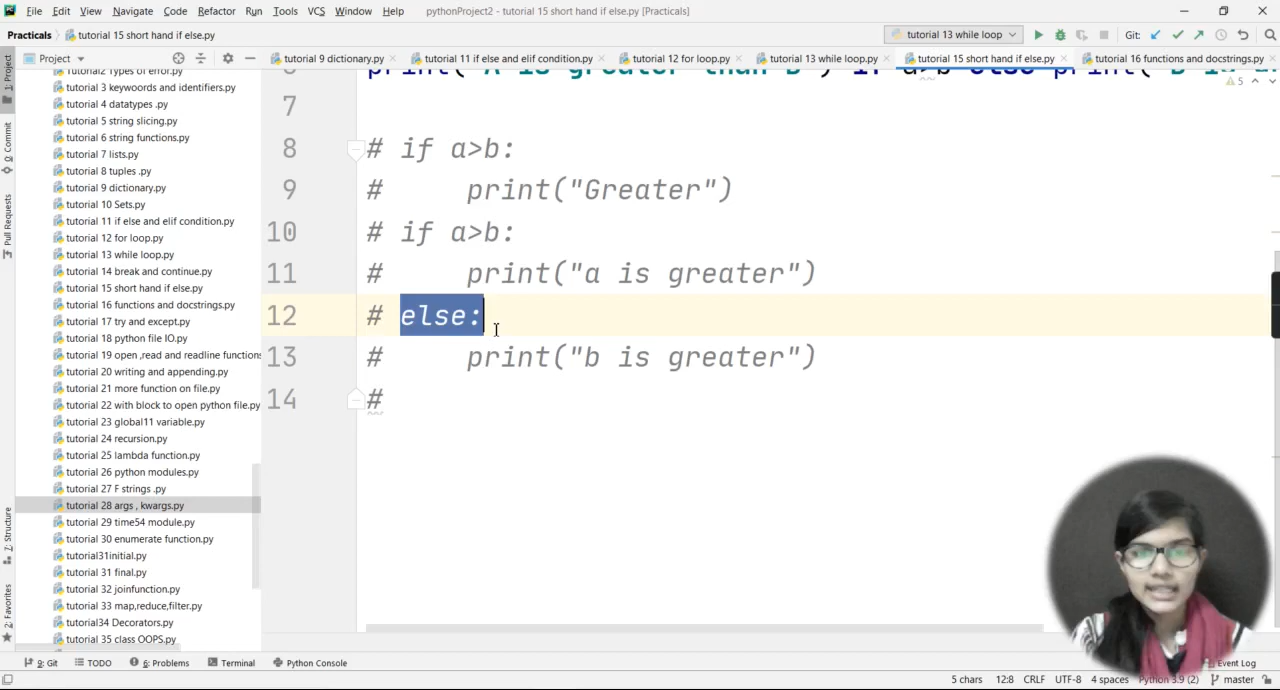 File Edit View Navigate Code Refactor Run Tools VCS Window Help pythonProject2 - tutorial 15 short hand if else.py [Practicals]
Practicals tutorial 15 short hand if else.py tutorial 13 while loop Git:
Project tutorial 9 dictionary.py tutorial 11 if else and elif condition.py tutorial 12 for loop.py tutorial 13 while loop.py tutorial 15 short hand if else.py tutorial 16 functions and docstrings.py
1: Project
0: Commit
Pull Requests
7: Structure
2: Favorites
tutorial2 Types of error.py
tutorial 3 keywoords and identifiers.py
tutorial 4 datatypes .py
tutorial 5 string slicing.py
tutorial 6 string functions.py
tutorial 7 lists.py
tutorial 8 tuples .py
tutorial 9 dictionary.py
tutorial 10 Sets.py
tutorial 11 if else and elif condition.py
tutorial 12 for loop.py
tutorial 13 while loop.py
tutorial 14 break and continue.py
tutorial 15 short hand if else.py
tutorial 16 functions and docstrings.py
tutorial 17 try and except.py
tutorial 18 python file IO.py
tutorial 19 open ,read and readline functions
tutorial 20 writing and appending.py
tutorial 21 more function on file.py
tutorial 22 with block to open python file.py
tutorial 23 global11 variable.py
tutorial 24 recursion.py
tutorial 25 lambda function.py
tutorial 26 python modules.py
tutorial 27 F strings .py
tutorial 28 args , kwargs.py
tutorial 29 time54 module.py
tutorial 30 enumerate function.py
tutorial31initial.py
tutorial 31 final.py
tutorial 32 joinfunction.py
tutorial 33 map,reduce,filter.py
tutorial34 Decorators.py
tutorial 35 class OOPS.py
5
print("A is greater than B") if a>b else print("B is
7
8 # if a>b:
9 #     print("Greater")
10 # if a>b:
11 #     print("a is greater")
12 # else:
13 #     print("b is greater")
14 #
9: Git TODO 6: Problems Terminal Python Console Event Log
5 chars 12:8 CRLF UTF-8 4 spaces Python 3.9 (2) master